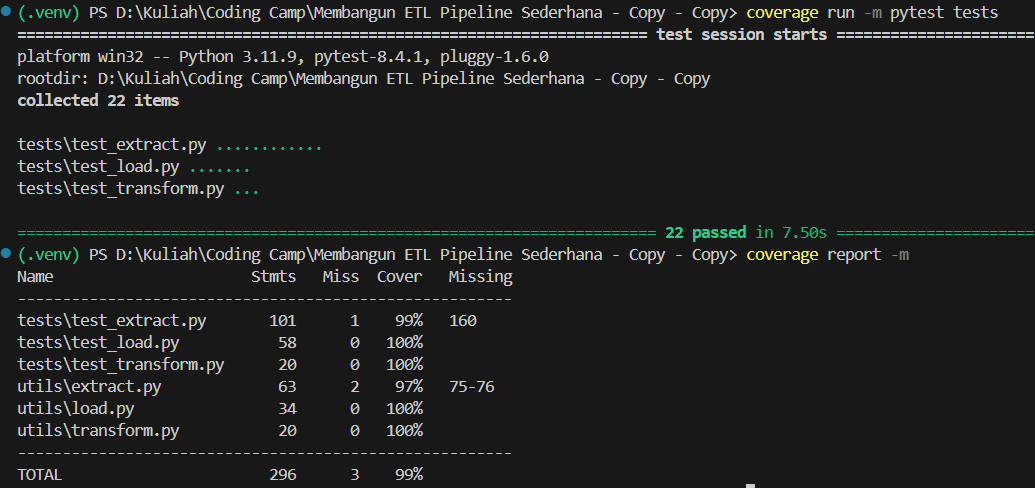 (.venv) PS D:\Kuliah\Coding Camp\Membangun ETL Pipeline Sederhana - Copy - Copy> coverage run -m pytest tests
======================================================================= test session starts ======================
platform win32 -- Python 3.11.9, pytest-8.4.1, pluggy-1.6.0
rootdir: D:\Kuliah\Coding Camp\Membangun ETL Pipeline Sederhana - Copy - Copy
collected 22 items
tests\test_extract.py ............
tests\test_load.py .......
tests\test_transform.py ...
======================================================================== 22 passed in 7.50s ======================
(.venv) PS D:\Kuliah\Coding Camp\Membangun ETL Pipeline Sederhana - Copy - Copy> coverage report -m
Name                      Stmts   Miss  Cover   Missing
-------------------------------------------------------
tests\test_extract.py       101      1    99%   160
tests\test_load.py           58      0   100%
tests\test_transform.py      20      0   100%
utils\extract.py             63      2    97%   75-76
utils\load.py                34      0   100%
utils\transform.py           20      0   100%
-------------------------------------------------------
TOTAL                       296      3    99%